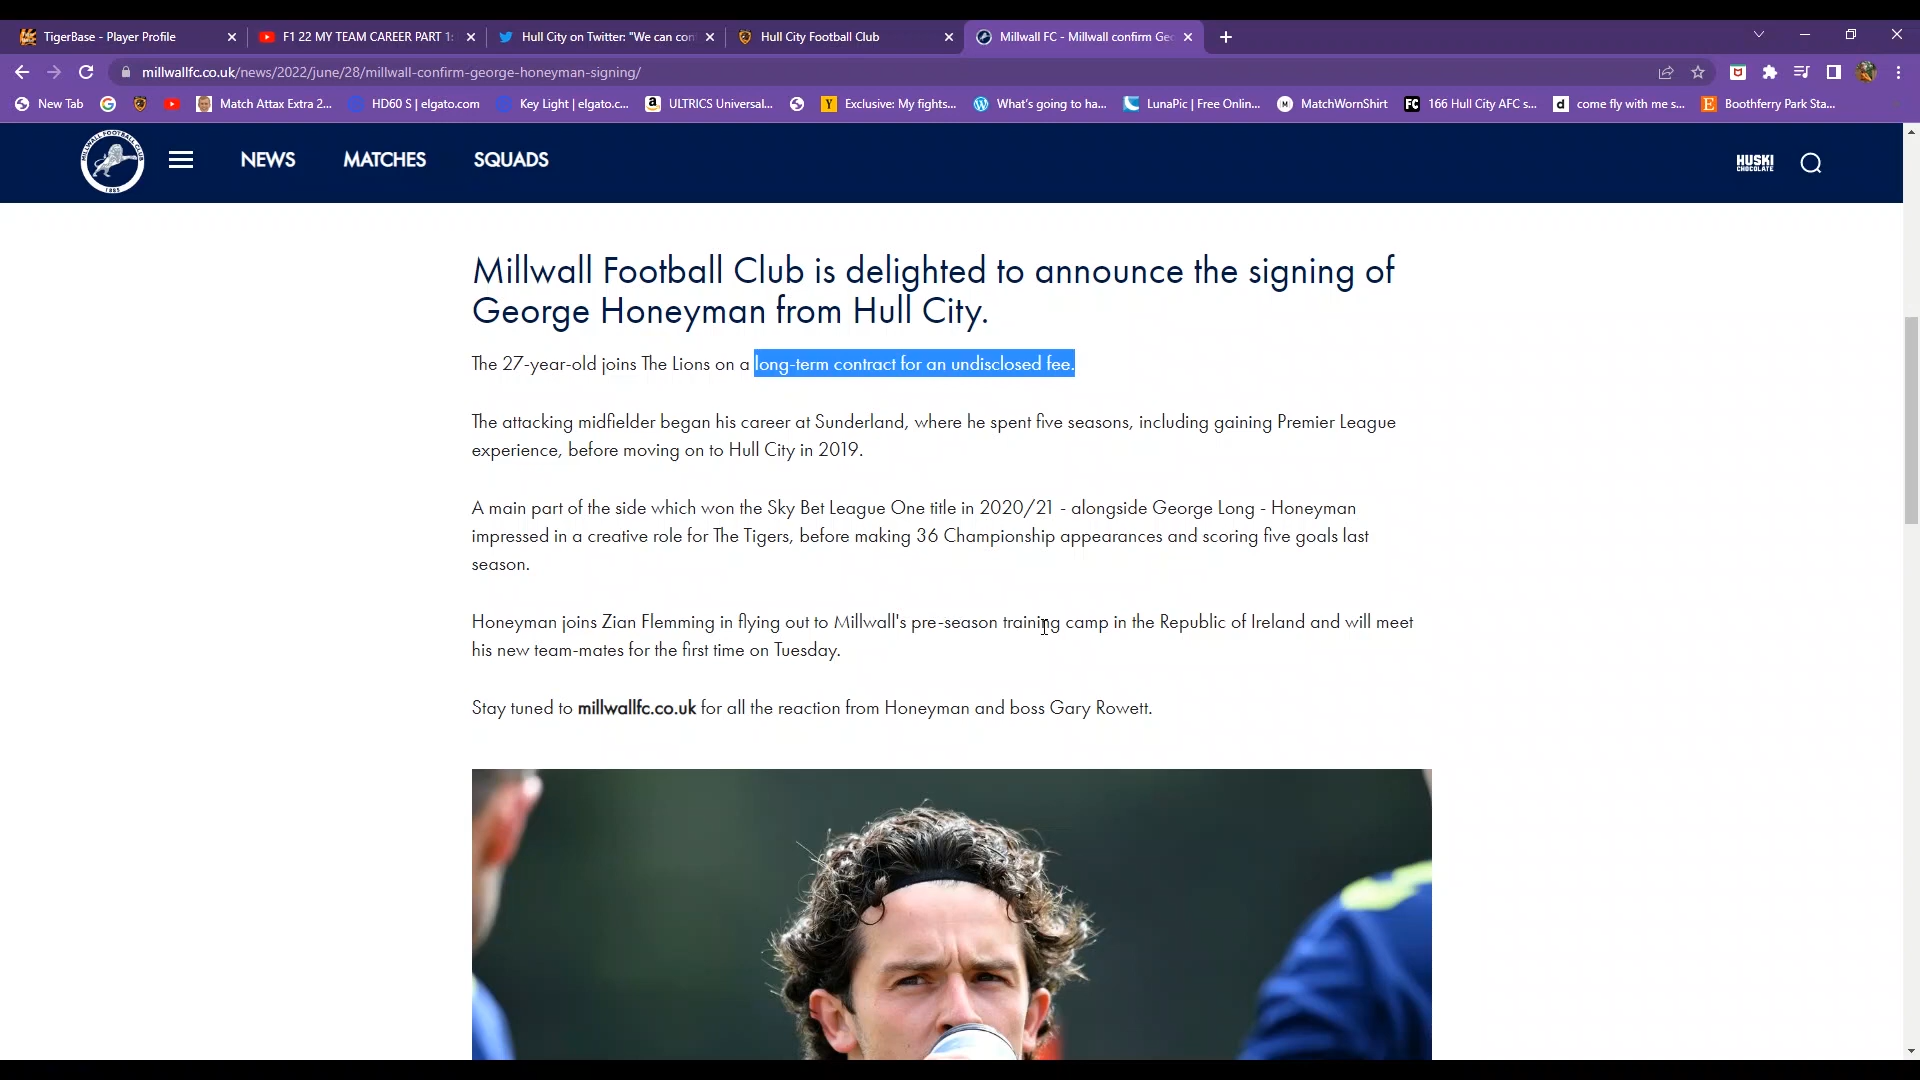 TigerBase - Player Profile
F1 22 MY TEAM CAREER PART 1:
Hull City on Twitter: "We can con
Hull City Football Club
Millwall FC - Millwall confirm Geo
millwallfc.co.uk/news/2022/june/28/millwall-confirm-george-honeyman-signing/
New Tab
Match Attax Extra 2...
HD60 S | elgato.com
Key Light | elgato.c...
ULTRICS Universal...
Exclusive: My fights...
What's going to ha...
LunaPic | Free Onlin...
MatchWornShirt
FC 166 Hull City AFC s...
d come fly with me s...
E Boothferry Park Sta...
MILLWALL FOOTBALL CLUB
1885
NEWS
MATCHES
SQUADS
HUSKI
CHOCOLATE
Millwall Football Club is delighted to announce the signing of
George Honeyman from Hull City.
The 27-year-old joins The Lions on a long-term contract for an undisclosed fee.
The attacking midfielder began his career at Sunderland, where he spent five seasons, including gaining Premier League
experience, before moving on to Hull City in 2019.
A main part of the side which won the Sky Bet League One title in 2020/21 - alongside George Long - Honeyman
impressed in a creative role for The Tigers, before making 36 Championship appearances and scoring five goals last
season.
Honeyman joins Zian Flemming in flying out to Millwall's pre-season training camp in the Republic of Ireland and will meet
his new team-mates for the first time on Tuesday.
Stay tuned to millwallfc.co.uk for all the reaction from Honeyman and boss Gary Rowett.